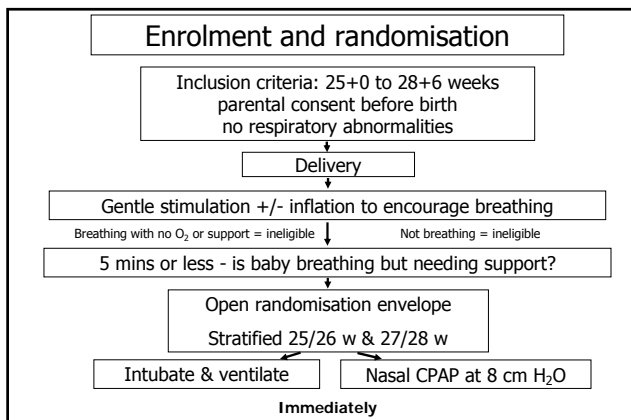 Enrolment and randomisation
Inclusion criteria: 25+0 to 28+6 weeks
parental consent before birth
no respiratory abnormalities
Delivery
Gentle stimulation +/- inflation to encourage breathing
Breathing with no O₂ or support = ineligible
Not breathing = ineligible
5 mins or less - is baby breathing but needing support?
Open randomisation envelope
Stratified 25/26 w & 27/28 w
Intubate & ventilate
Nasal CPAP at 8 cm H₂O
Immediately